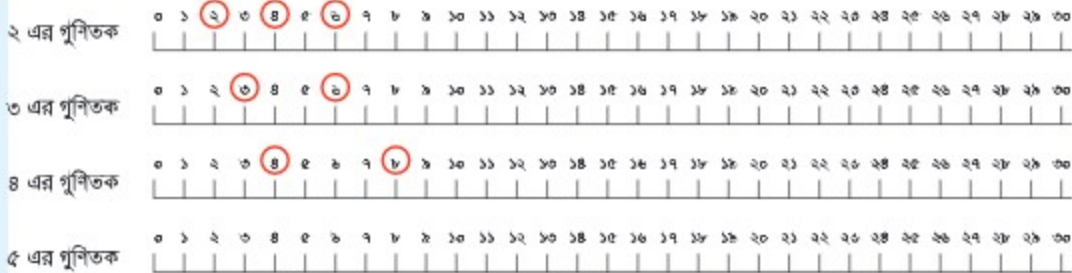 ২ এর গুণিতক ০ ১ ২ ৩ ৪ ৫ ৬ ৭ ৮ ৯ ১০ ১১ ১২ ১৩ ১৪ ১৫ ১৬ ১৭ ১৮ ১৯ ২০ ২১ ২২ ২৩ ২৪ ২৫ ২৬ ২৭ ২৮ ২৯ ৩০
৩ এর গুণিতক ০ ১ ২ ৩ ৪ ৫ ৬ ৭ ৮ ৯ ১০ ১১ ১২ ১৩ ১৪ ১৫ ১৬ ১৭ ১৮ ১৯ ২০ ২১ ২২ ২৩ ২৪ ২৫ ২৬ ২৭ ২৮ ২৯ ৩০
৪ এর গুণিতক ০ ১ ২ ৩ ৪ ৫ ৬ ৭ ৮ ৯ ১০ ১১ ১২ ১৩ ১৪ ১৫ ১৬ ১৭ ১৮ ১৯ ২০ ২১ ২২ ২৩ ২৪ ২৫ ২৬ ২৭ ২৮ ২৯ ৩০
৫ এর গুণিতক ০ ১ ২ ৩ ৪ ৫ ৬ ৭ ৮ ৯ ১০ ১১ ১২ ১৩ ১৪ ১৫ ১৬ ১৭ ১৮ ১৯ ২০ ২১ ২২ ২৩ ২৪ ২৫ ২৬ ২৭ ২৮ ২৯ ৩০